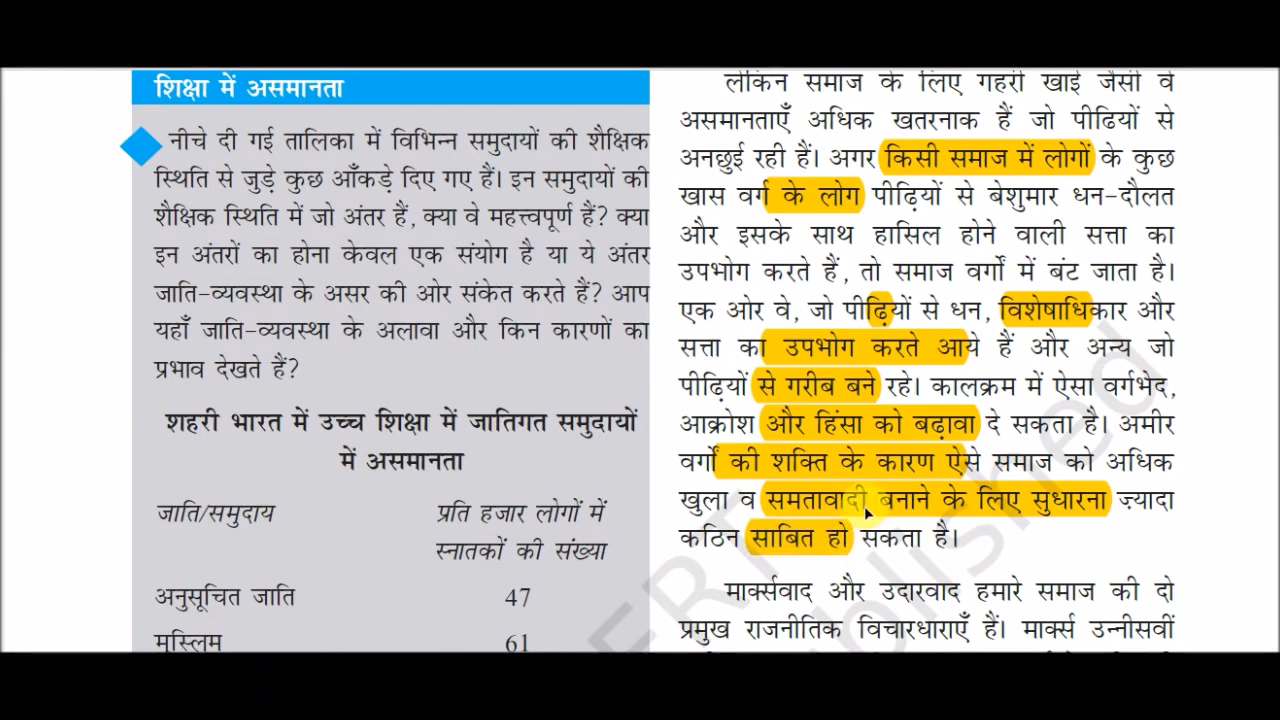 शिक्षा में असमानता
नीचे दी गई तालिका में विभिन्न समुदायों की शैक्षिक
स्थिति से जुड़े कुछ आँकड़े दिए गए हैं। इन समुदायों की
शैक्षिक स्थिति में जो अंतर हैं, क्या वे महत्त्वपूर्ण हैं? क्या
इन अंतरों का होना केवल एक संयोग है या ये अंतर
जाति-व्यवस्था के असर की ओर संकेत करते हैं? आप
यहाँ जाति-व्यवस्था के अलावा और किन कारणों का
प्रभाव देखते हैं?
शहरी भारत में उच्च शिक्षा में जातिगत समुदायों
में असमानता
जाति/समुदाय प्रति हजार लोगों में
स्नातकों की संख्या
अनुसूचित जाति 47
मुस्लिम 61
लेकिन समाज के लिए गहरी खाई जैसी वे
असमानताएँ अधिक खतरनाक हैं जो पीढियों से
अनछुई रही हैं। अगर किसी समाज में लोगों के कुछ
खास वर्ग के लोग पीढ़ियों से बेशुमार धन-दौलत
और इसके साथ हासिल होने वाली सत्ता का
उपभोग करते हैं, तो समाज वर्गों में बंट जाता है।
एक ओर वे, जो पीढ़ियों से धन, विशेषाधिकार और
सत्ता का उपभोग करते आये हैं और अन्य जो
पीढ़ियों से गरीब बने रहे। कालक्रम में ऐसा वर्गभेद,
आक्रोश और हिंसा को बढ़ावा दे सकता है। अमीर
वर्गों की शक्ति के कारण ऐसे समाज को अधिक
खुला व समतावादी बनाने के लिए सुधारना ज़्यादा
कठिन साबित हो सकता है।
मार्क्सवाद और उदारवाद हमारे समाज की दो
प्रमुख राजनीतिक विचारधाराएँ हैं। मार्क्स उन्नीसवीं